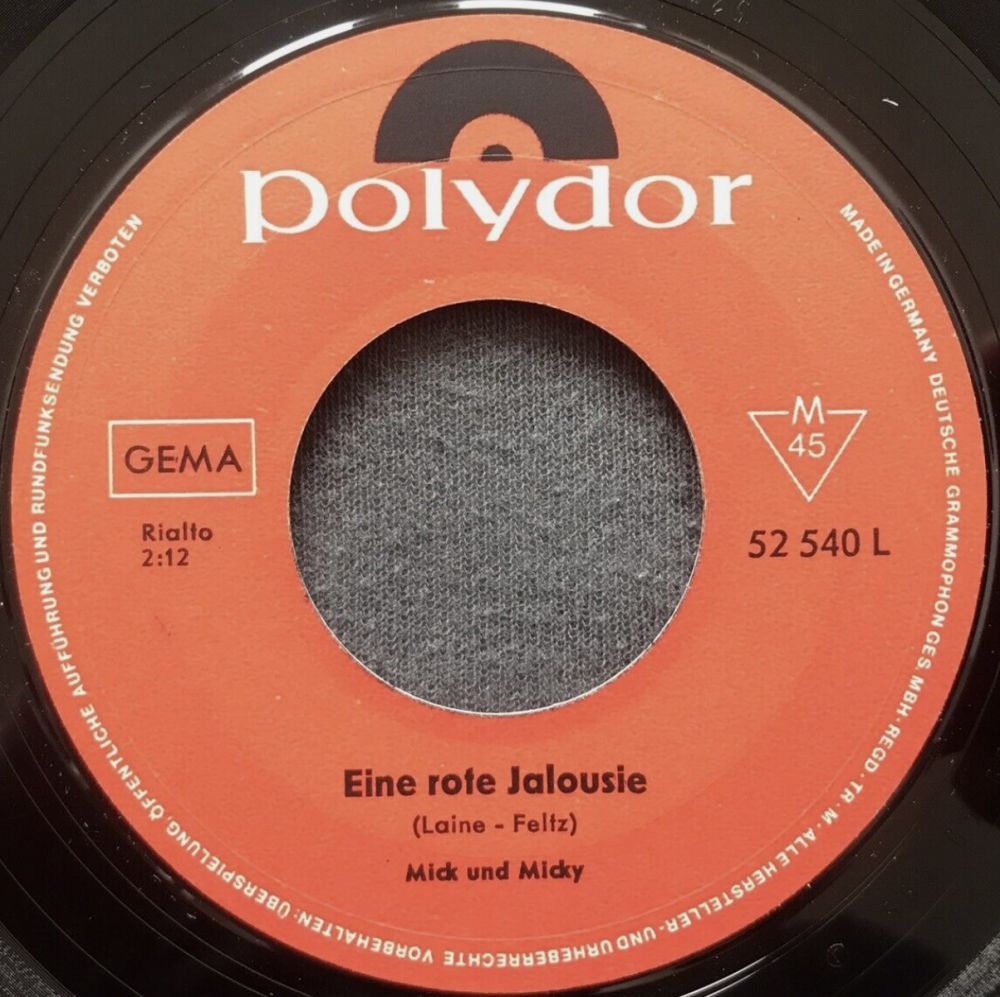 polydor
GEMA
Rialto
2:12
M
45
52 540 L
Eine rote Jalousie
(Laine - Feltz)
Mick und Micky
MADE IN GERMANY DEUTSCHE GRAMMOPHON GES. MBH · REGD · TR · M · ALLE HERSTELLER- UND URHEBERRECHTE VORBEHALTEN · ÜBERSPIELUNG, ÖFFENTLICHE AUFFÜHRUNG UND RUNDFUNKSENDUNG VERBOTEN